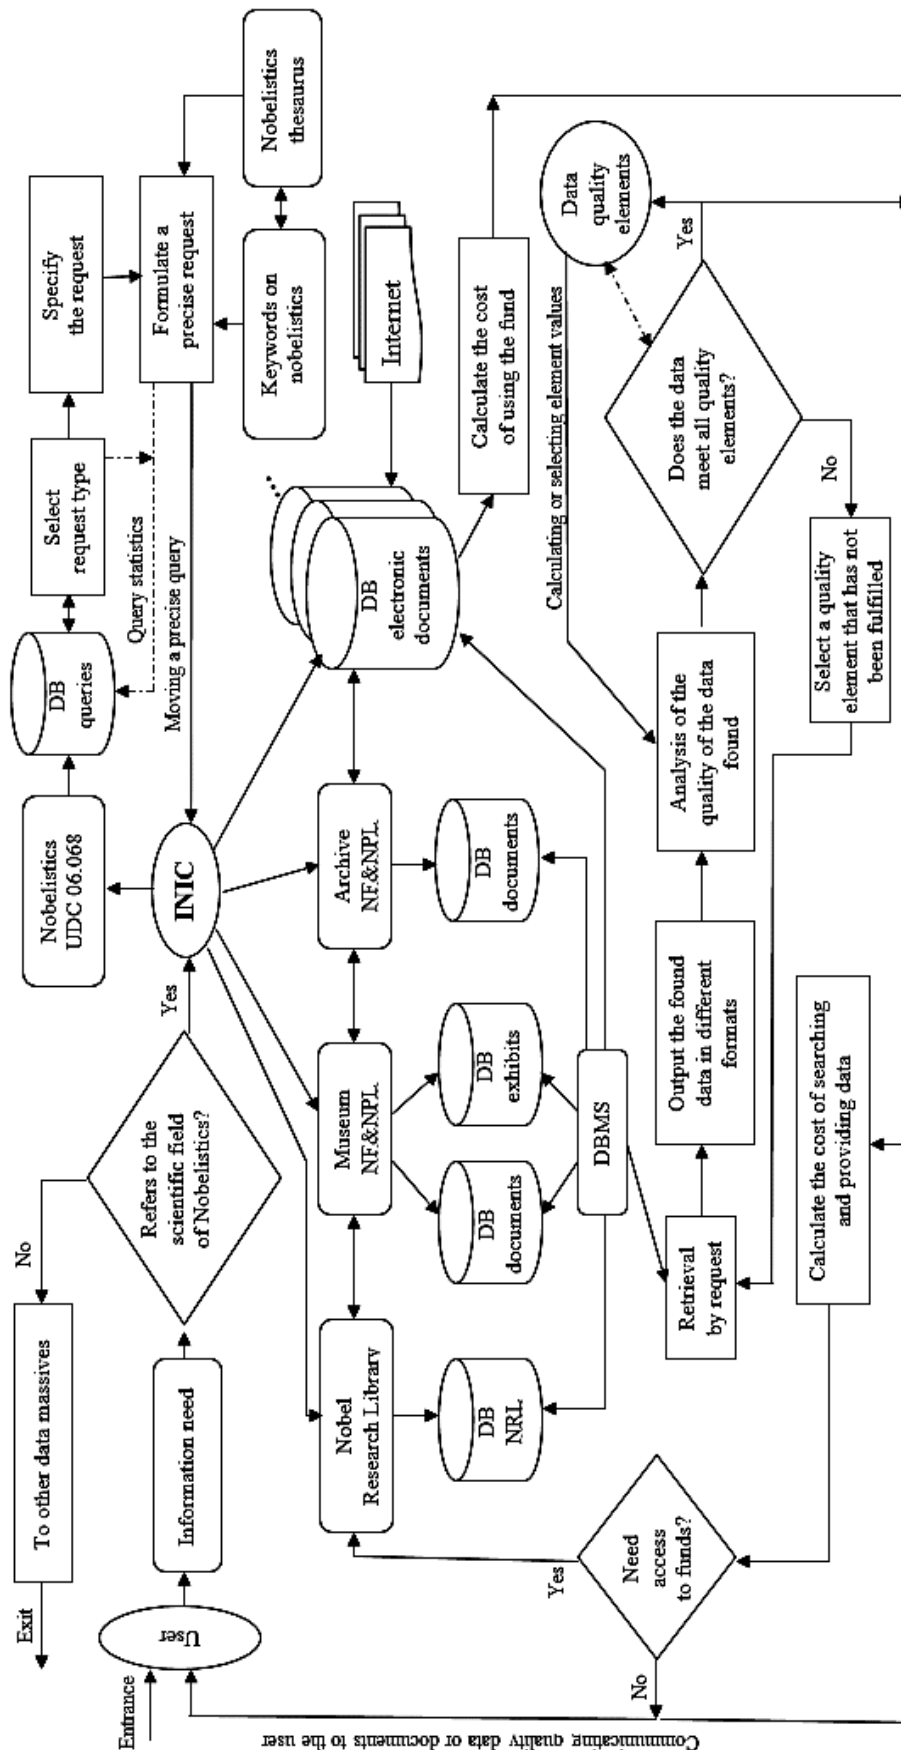 Entrance
User
Exit
To other data massives
No
Information need
Refers to the
scientific field
of Nobelistics?
Yes
Nobelistics
UDC 06.068
INIC
DB
queries
Query statistics
Moving a precise query
Select
request type
Specify
the request
Formulate a
precise request
Nobelistics
thesaurus
Keywords on
nobelistics
Internet
Nobel
Research Library
Museum
NF&NPL
Archive
NF&NPL
DB
electronic
documents
DB
NRL
DB
documents
DB
exhibits
DB
documents
DBMS
Calculate the cost
of using the fund
Calculating or selecting element values
Data
quality
elements
Yes
Need
access
to funds?
Yes
No
Retrieval
by request
Output the found
data in different
formats
Analysis of the
quality of the data
found
Does the data
meet all quality
elements?
No
Select a quality
element that has not
been fulfilled
Calculate the cost of searching
and providing data
Communicating quality data or documents to the user